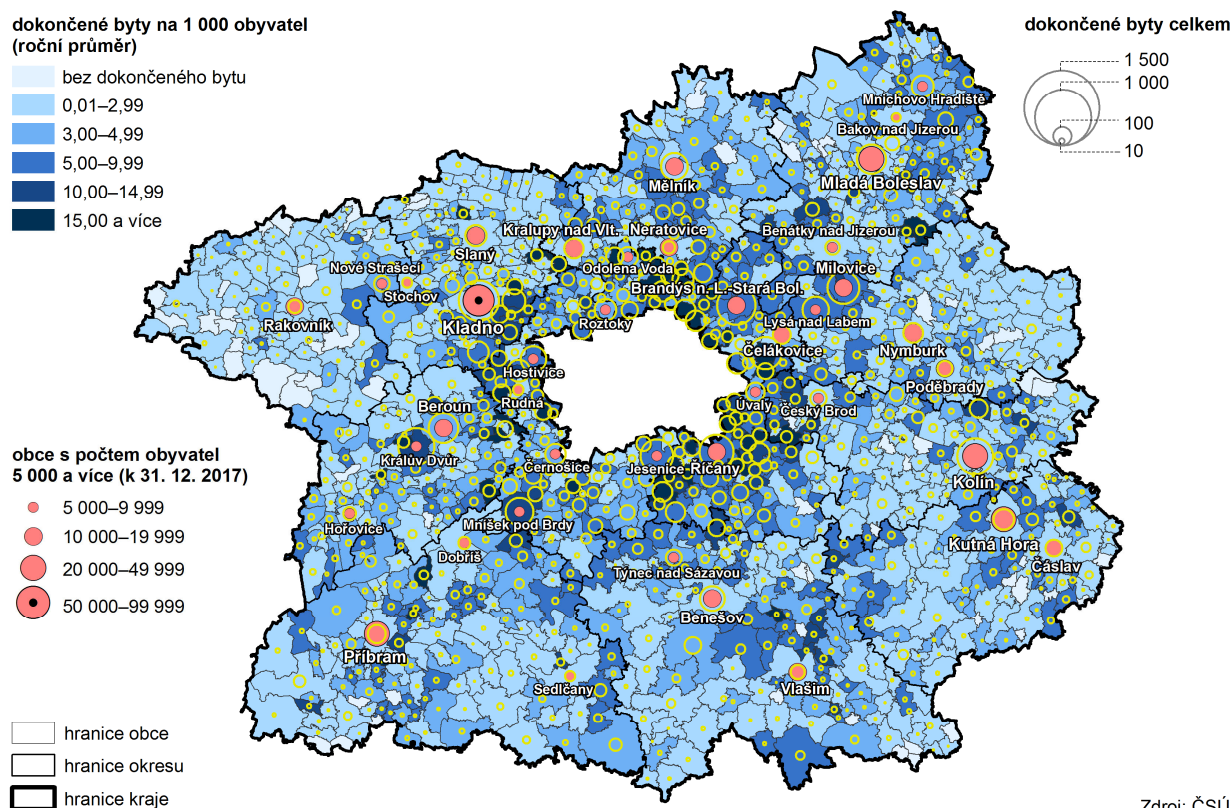 dokončené byty na 1 000 obyvatel
(roční průměr)
bez dokončeného bytu
0,01–2,99
3,00–4,99
5,00–9,99
10,00–14,99
15,00 a více
dokončené byty celkem
1 500
1 000
100
10
Mnichovo Hradiště
Bakov nad Jizerou
Mladá Boleslav
Mělník
Kralupy nad Vlt.
Neratovice
Benátky nad Jizerou
Slaný
Odolena Voda
Milovice
Nové Strašecí
Stochov
Brandýs n. L.-Stará Bol.
Rakovník
Kladno
Roztoky
Lysá nad Labem
Čelákovice
Nymburk
Hostivice
Poděbrady
Rudná
Úvaly
Český Brod
Beroun
Králův Dvůr
Černošice
Jesenice
Říčany
Kolín
obce s počtem obyvatel
5 000 a více (k 31. 12. 2017)
5 000–9 999
10 000–19 999
20 000–49 999
50 000–99 999
Hořovice
Mníšek pod Brdy
Dobříš
Týnec nad Sázavou
Kutná Hora
Čáslav
Benešov
Příbram
Sedlčany
Vlašim
hranice obce
hranice okresu
hranice kraje
Zdroj: ČSÚ